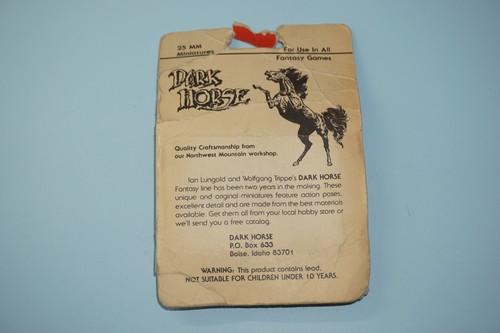 25 MM
Miniatures
For Use In All
Fantasy Games
DARK
HORSE
Quality Craftsmanship from
our Northwest Mountain workshop.
Ian Lungold and Wolfgang Trippe's DARK HORSE
Fantasy line has been two years in the making. These
unique and original miniatures feature action poses,
excellent detail and are made from the best materials
available. Get them all from your local hobby store or
we'll send you a free catalog.
DARK HORSE
P.O. Box 633
Boise, Idaho 83701
WARNING: This product contains lead.
NOT SUITABLE FOR CHILDREN UNDER 10 YEARS.